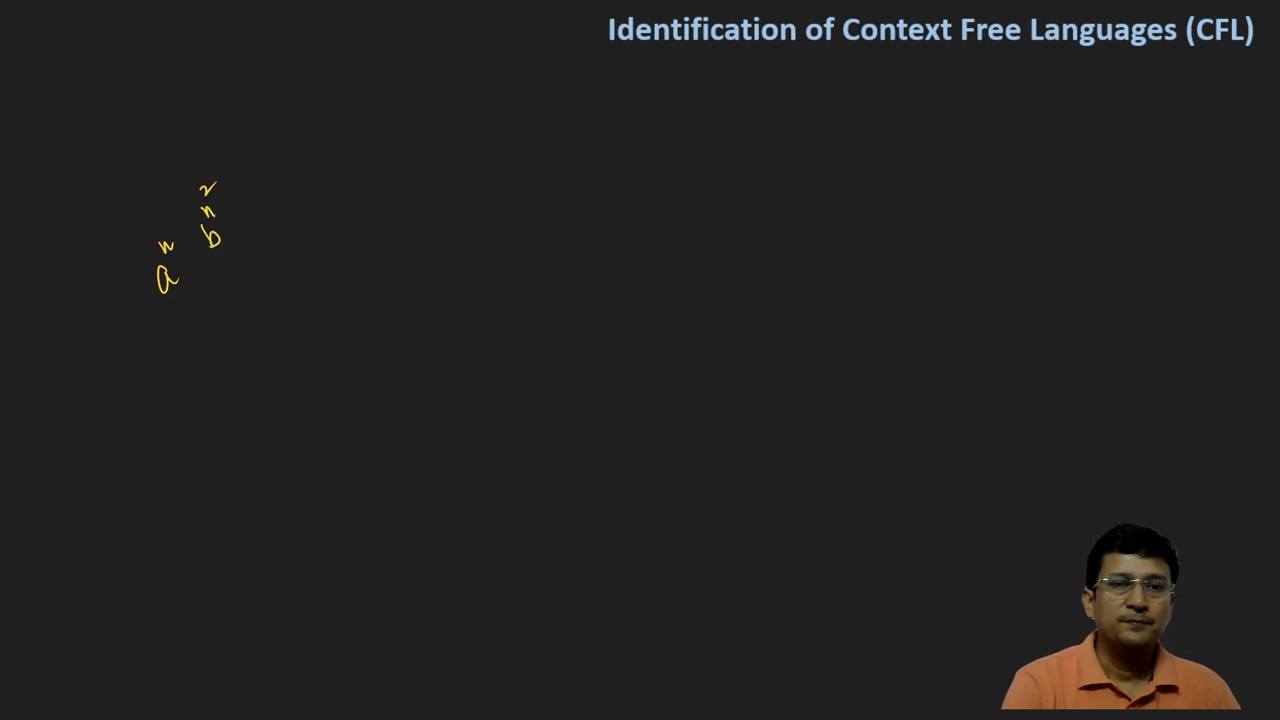 Identification of Context Free Languages (CFL)
a^n b^n^2